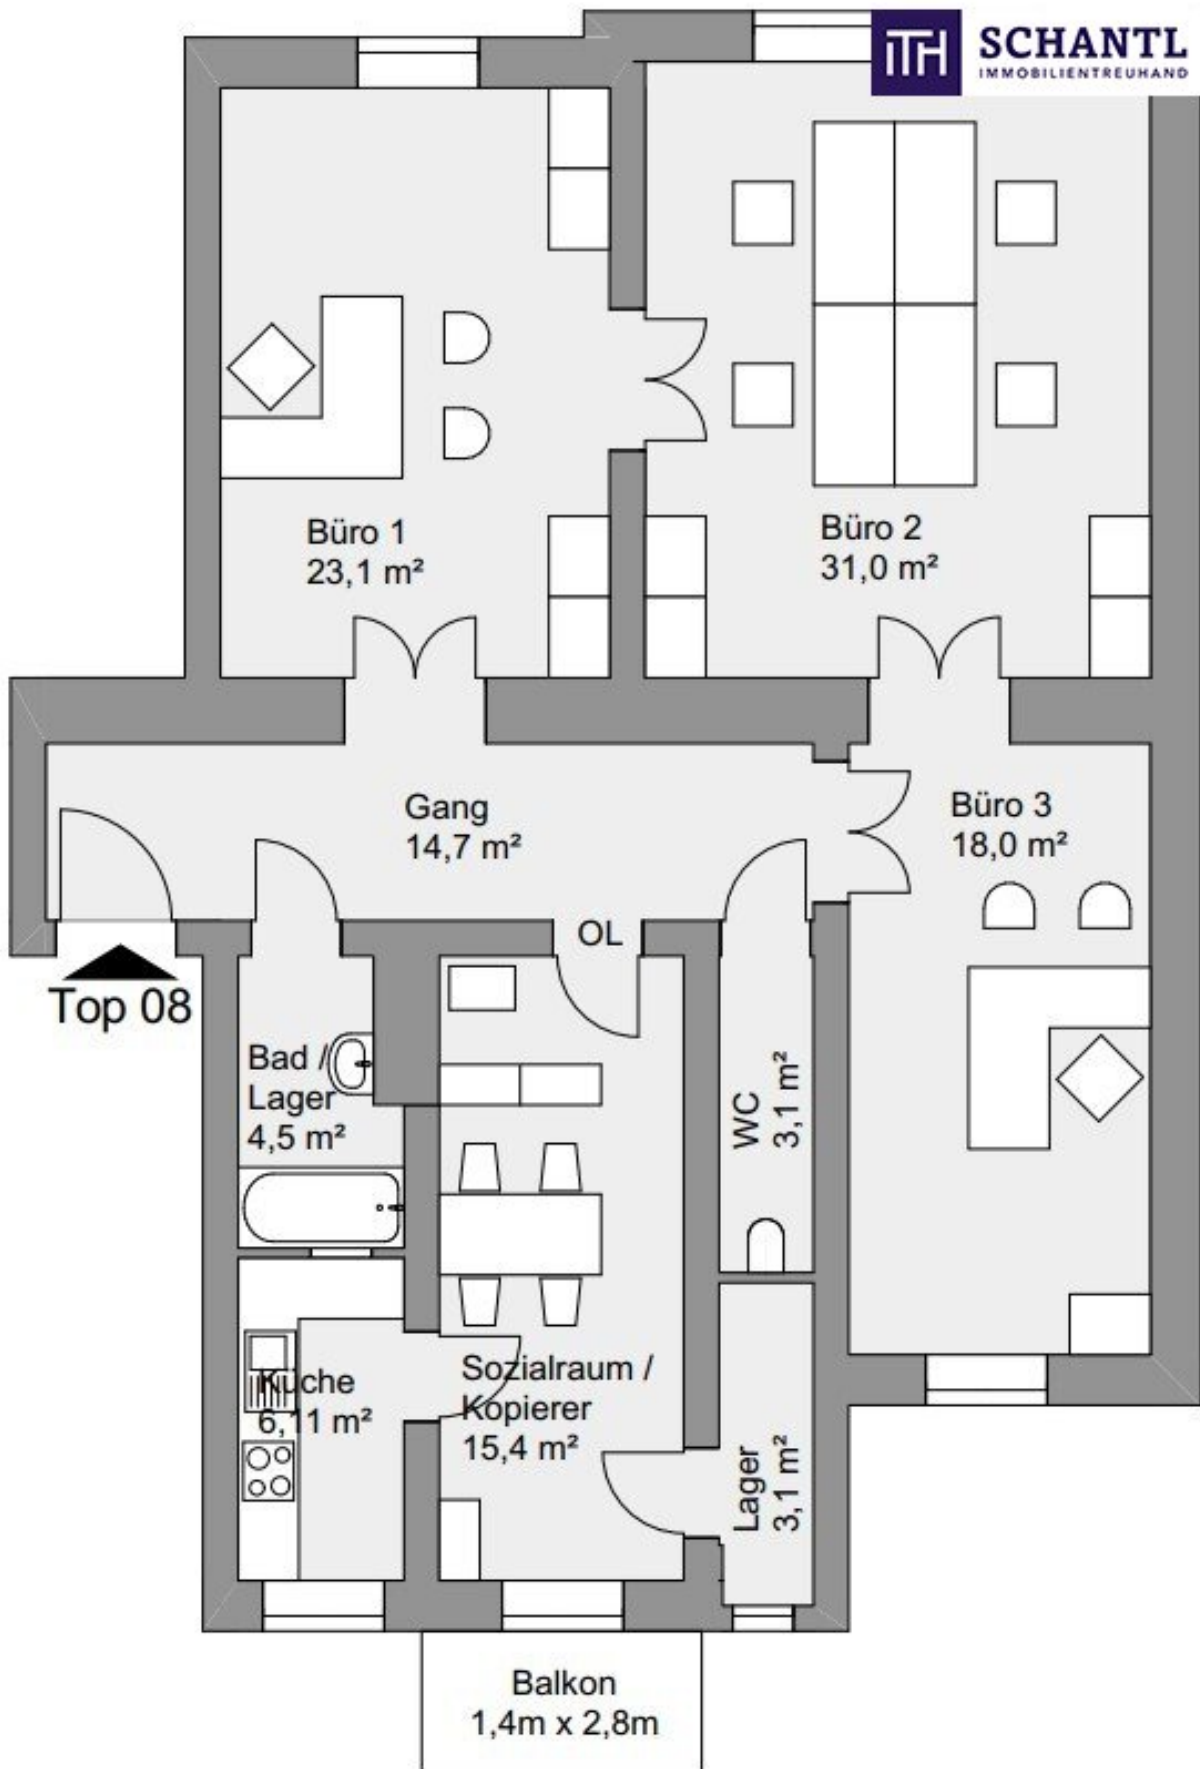 iTH
SCHANTL
IMMOBILIENTREUHAND
Büro 1
23,1 m²
Büro 2
31,0 m²
Gang
14,7 m²
Büro 3
18,0 m²
OL
Top 08
Bad /
Lager
4,5 m²
WC
3,1 m²
Küche
6,11 m²
Sozialraum /
Kopierer
15,4 m²
Lager
3,1 m²
Balkon
1,4m x 2,8m